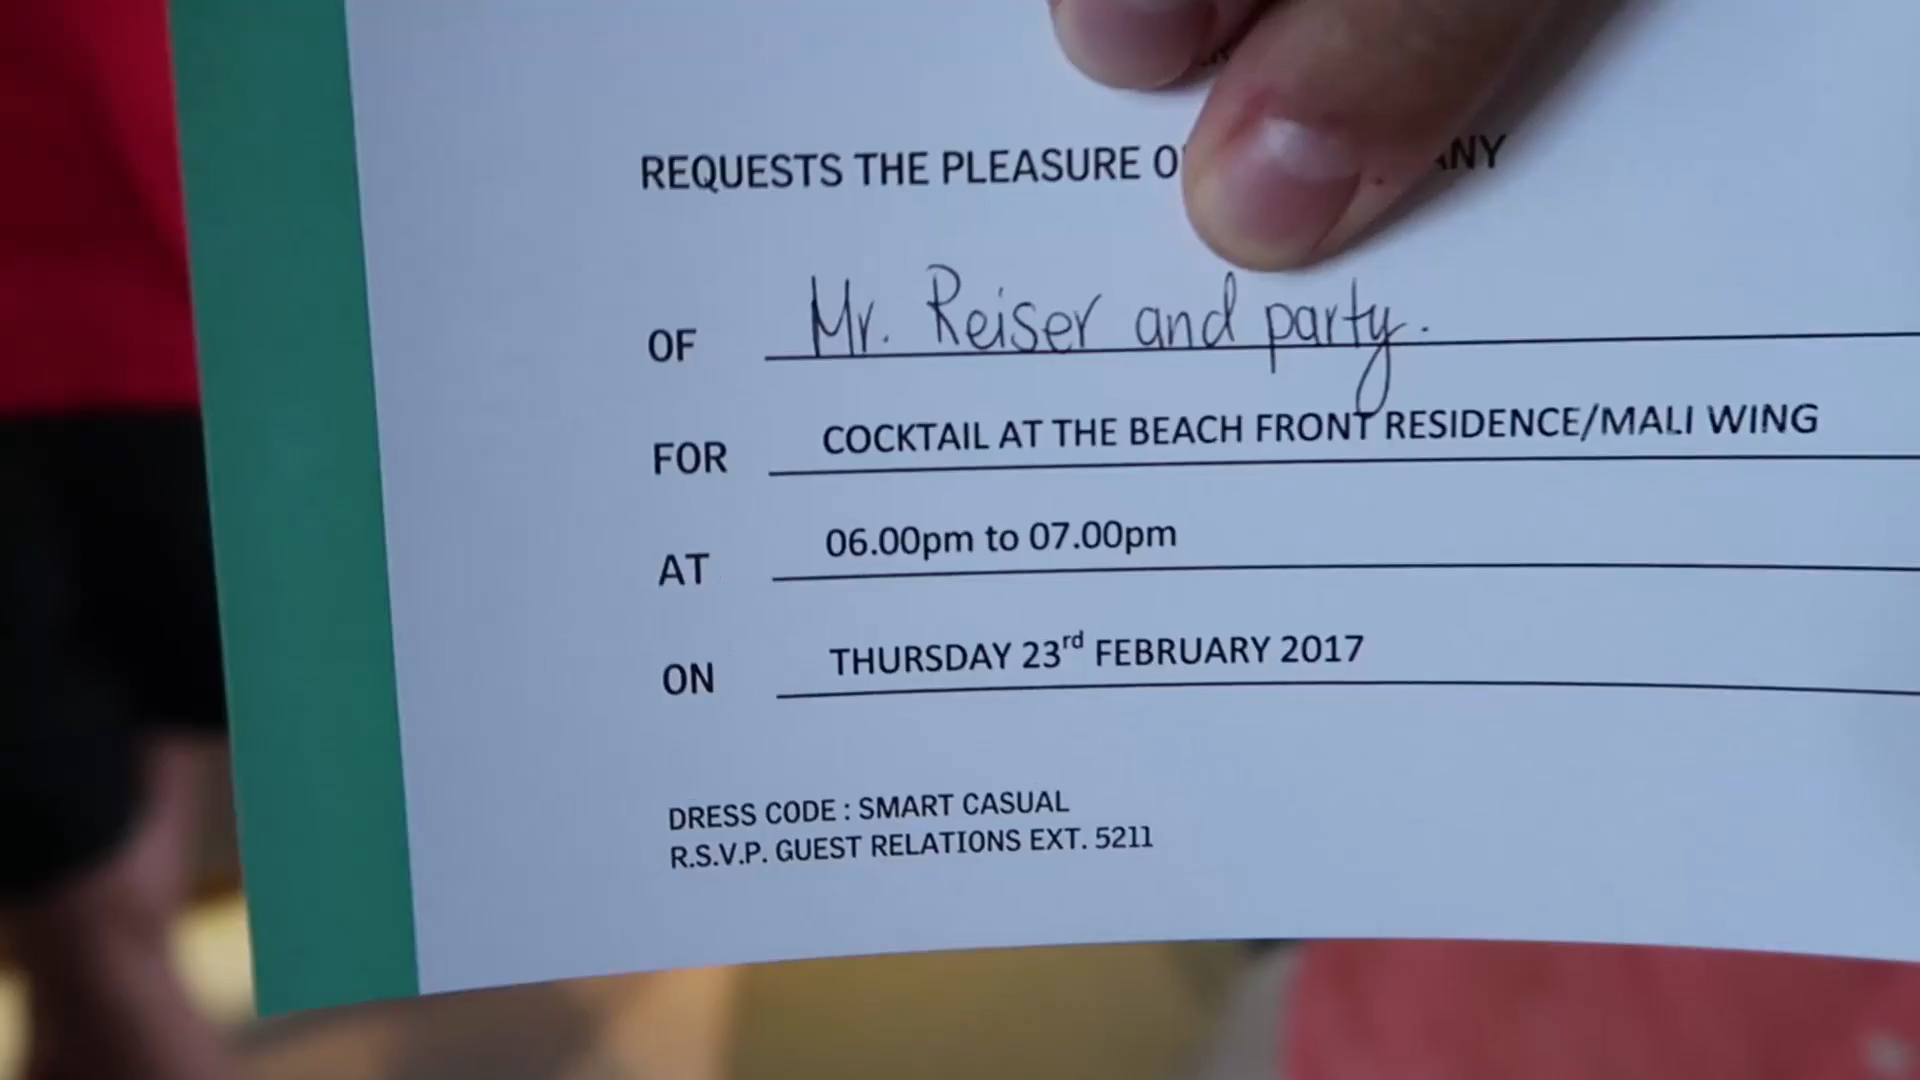 REQUESTS THE PLEASURE
OF Mr. Reiser and party.
FOR COCKTAIL AT THE BEACH FRONT RESIDENCE/MALI WING
AT 06.00pm to 07.00pm
ON THURSDAY 23rd FEBRUARY 2017
DRESS CODE : SMART CASUAL
R.S.V.P. GUEST RELATIONS EXT. 5211